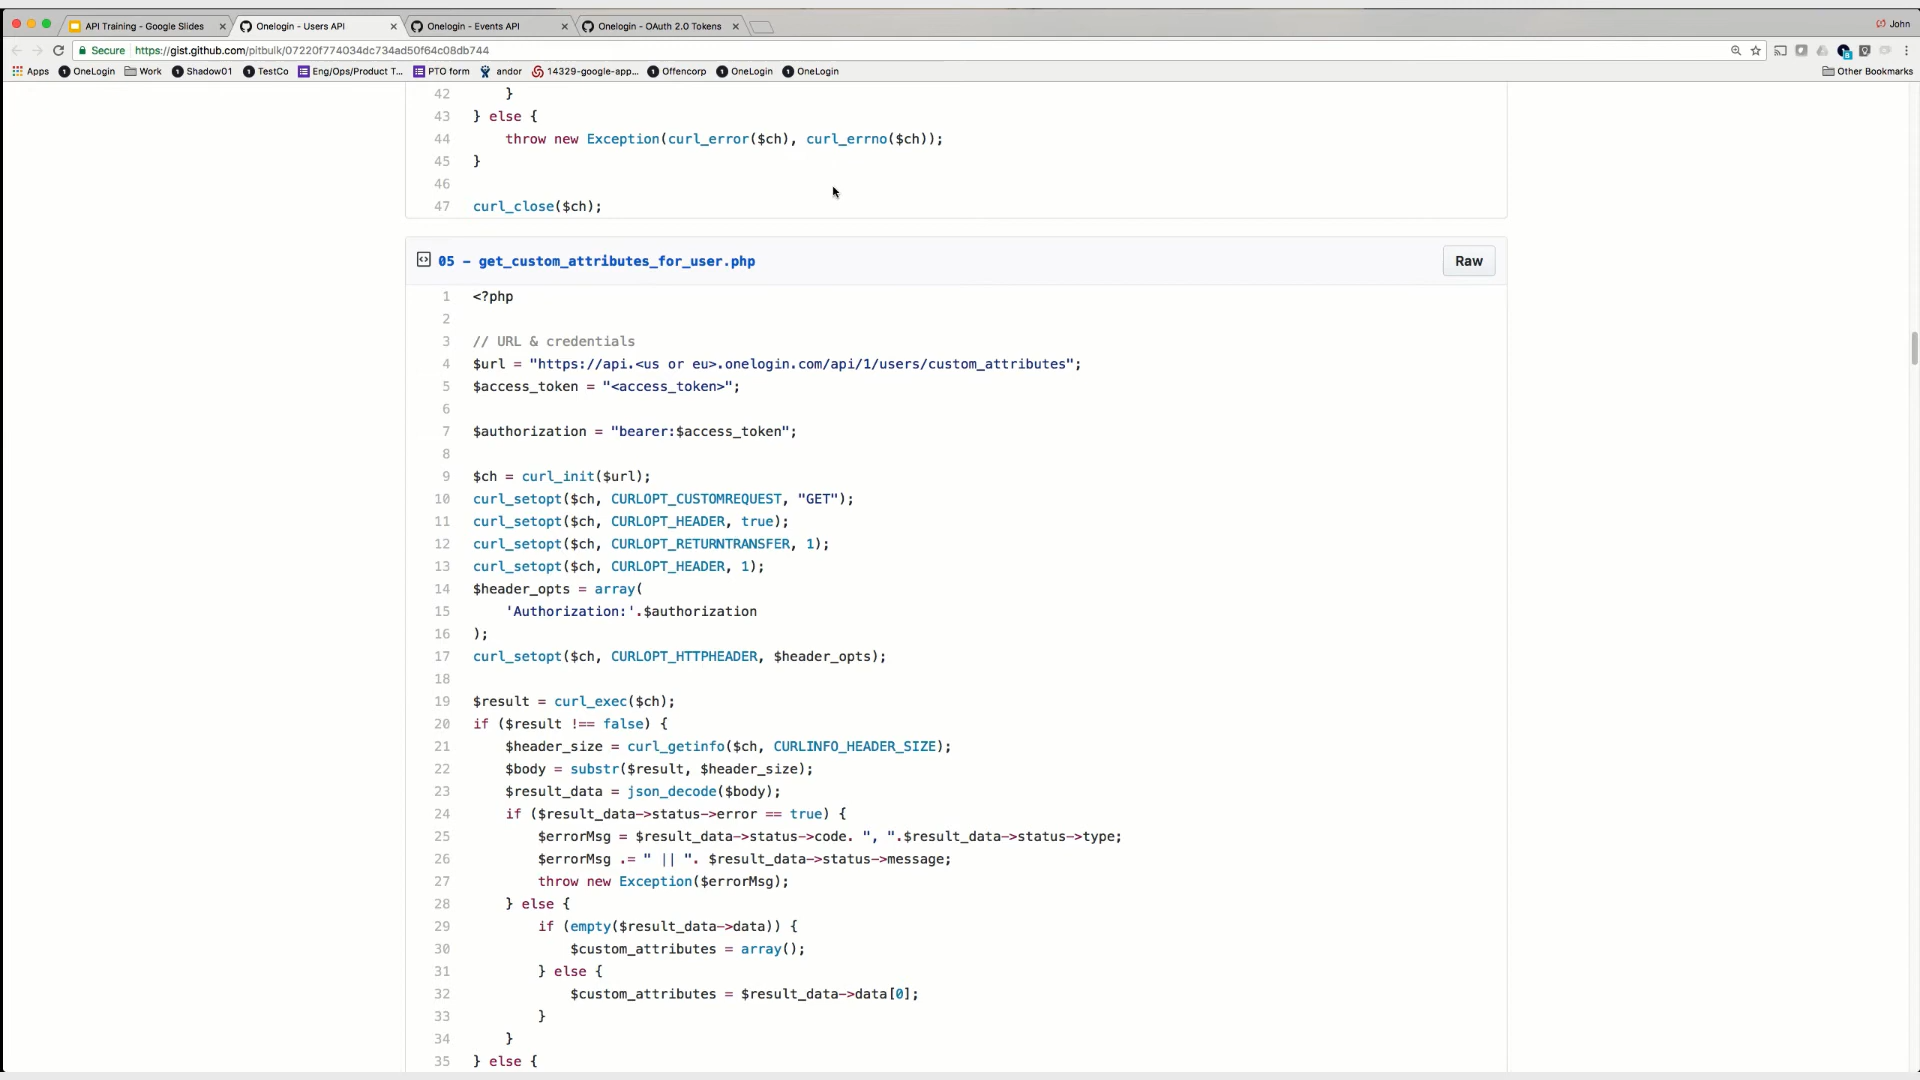 API Training - Google Slides
Onelogin - Users API
Onelogin - Events API
Onelogin - OAuth 2.0 Tokens
John
Secure https://gist.github.com/pitbulk/07220f774034dc734ad50f64c08db744
Apps OneLogin Work Shadow01 TestCo Eng/Ops/Product T... PTO form andor 14329-google-app... Offencorp OneLogin OneLogin Other Bookmarks
42 }
43 } else {
44 throw new Exception(curl_error($ch), curl_errno($ch));
45 }
46
47 curl_close($ch);
05 - get_custom_attributes_for_user.php
Raw
1 <?php
2
3 // URL & credentials
4 $url = "https://api.<us or eu>.onelogin.com/api/1/users/custom_attributes";
5 $access_token = "<access_token>";
6
7 $authorization = "bearer:$access_token";
8
9 $ch = curl_init($url);
10 curl_setopt($ch, CURLOPT_CUSTOMREQUEST, "GET");
11 curl_setopt($ch, CURLOPT_HEADER, true);
12 curl_setopt($ch, CURLOPT_RETURNTRANSFER, 1);
13 curl_setopt($ch, CURLOPT_HEADER, 1);
14 $header_opts = array(
15 'Authorization:'.$authorization
16 );
17 curl_setopt($ch, CURLOPT_HTTPHEADER, $header_opts);
18
19 $result = curl_exec($ch);
20 if ($result !== false) {
21 $header_size = curl_getinfo($ch, CURLINFO_HEADER_SIZE);
22 $body = substr($result, $header_size);
23 $result_data = json_decode($body);
24 if ($result_data->status->error == true) {
25 $errorMsg = $result_data->status->code. ", ".$result_data->status->type;
26 $errorMsg .= " || ". $result_data->status->message;
27 throw new Exception($errorMsg);
28 } else {
29 if (empty($result_data->data)) {
30 $custom_attributes = array();
31 } else {
32 $custom_attributes = $result_data->data[0];
33 }
34 }
35 } else {